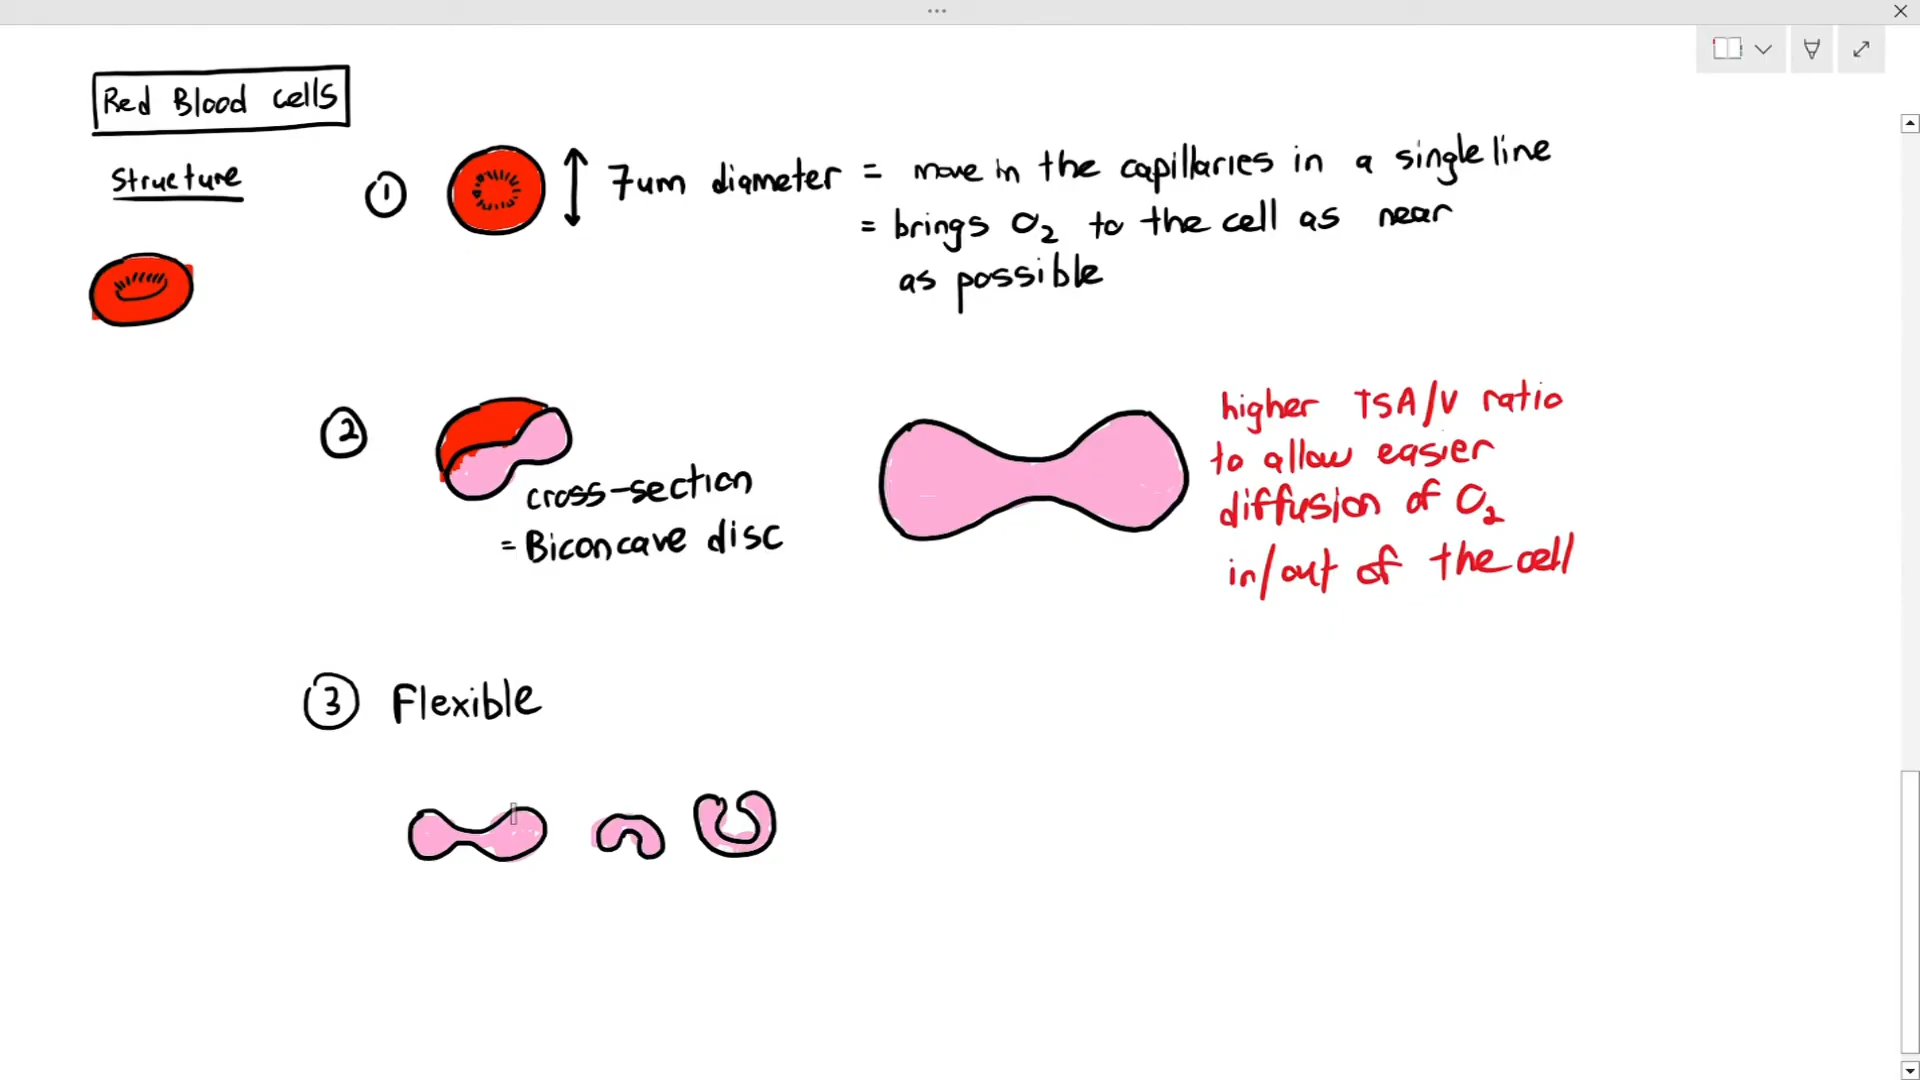 Red Blood cells
Structure
① 7um diameter = move in the capillaries in a single line
= brings O₂ to the cell as near
as possible
② cross-section
= Biconcave disc
higher TSA/V ratio
to allow easier
diffusion of O₂
in/out of the cell
③ Flexible